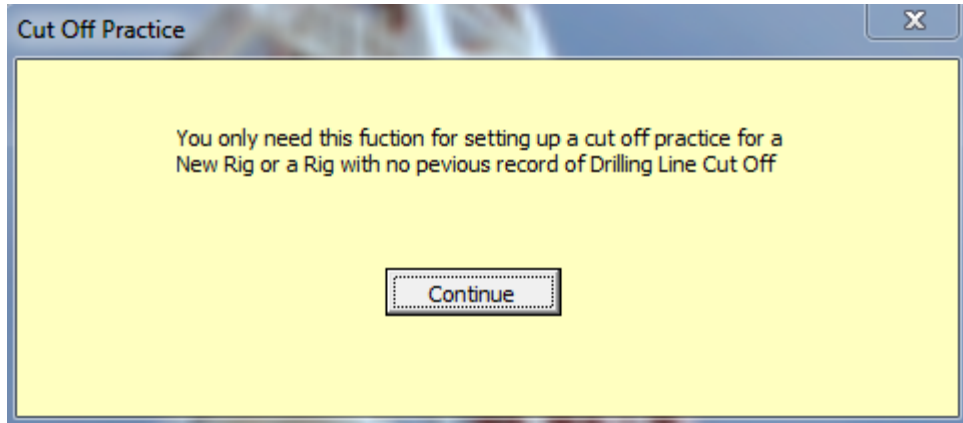 Cut Off Practice
You only need this fuction for setting up a cut off practice for a
New Rig or a Rig with no pevious record of Drilling Line Cut Off
Continue